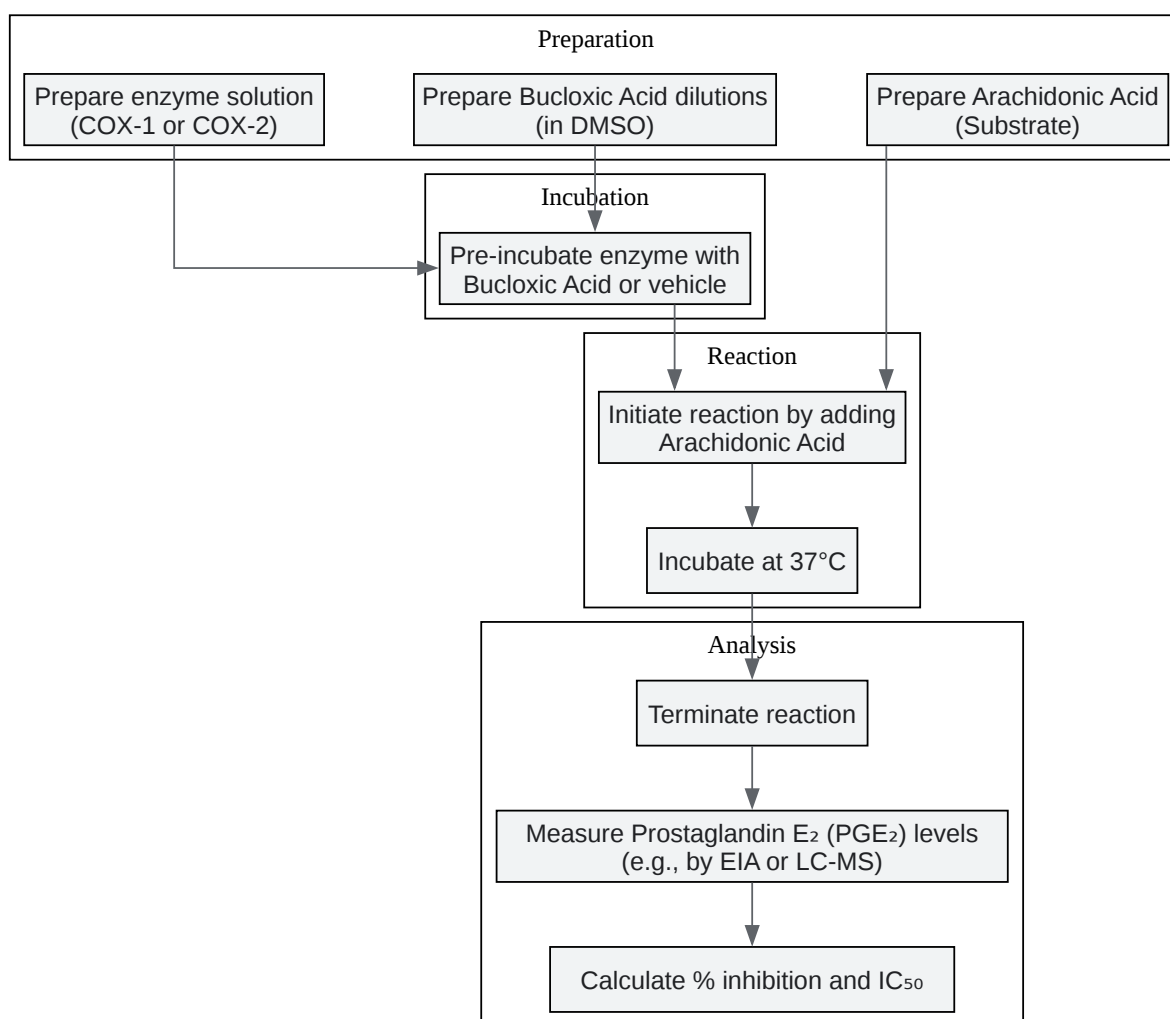 Preparation
Prepare enzyme solution
(COX-1 or COX-2)
Prepare Bucloxic Acid dilutions
(in DMSO)
Prepare Arachidonic Acid
(Substrate)
Incubation
Pre-incubate enzyme with
Bucloxic Acid or vehicle
Reaction
Initiate reaction by adding
Arachidonic Acid
Incubate at 37°C
Analysis
Terminate reaction
Measure Prostaglandin E₂ (PGE₂) levels
(e.g., by EIA or LC-MS)
Calculate % inhibition and IC₅₀